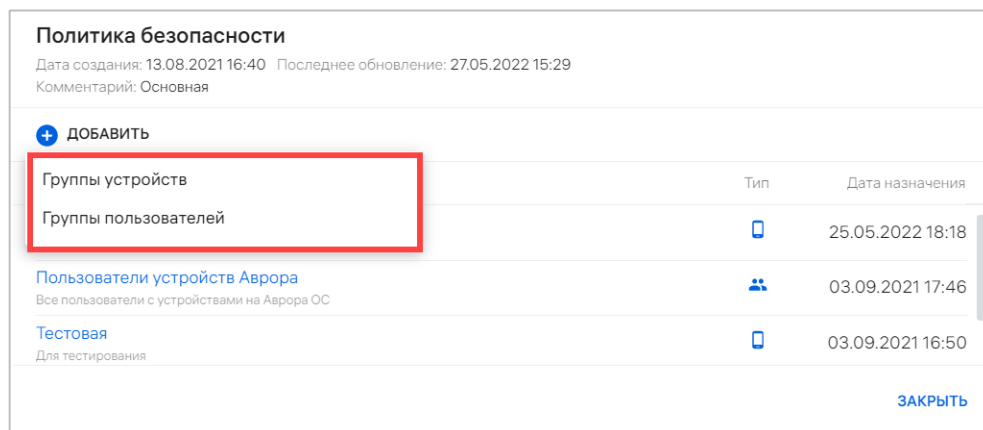 Политика безопасности
Дата создания: 13.08.2021 16:40 Последнее обновление: 27.05.2022 15:29
Комментарий: Основная
ДОБАВИТЬ
Группы устройств
Тип Дата назначения
Группы пользователей
25.05.2022 18:18
Пользователи устройств Аврора
Все пользователи с устройствами на Аврора ОС
03.09.2021 17:46
Тестовая
Для тестирования
03.09.2021 16:50
ЗАКРЫТЬ